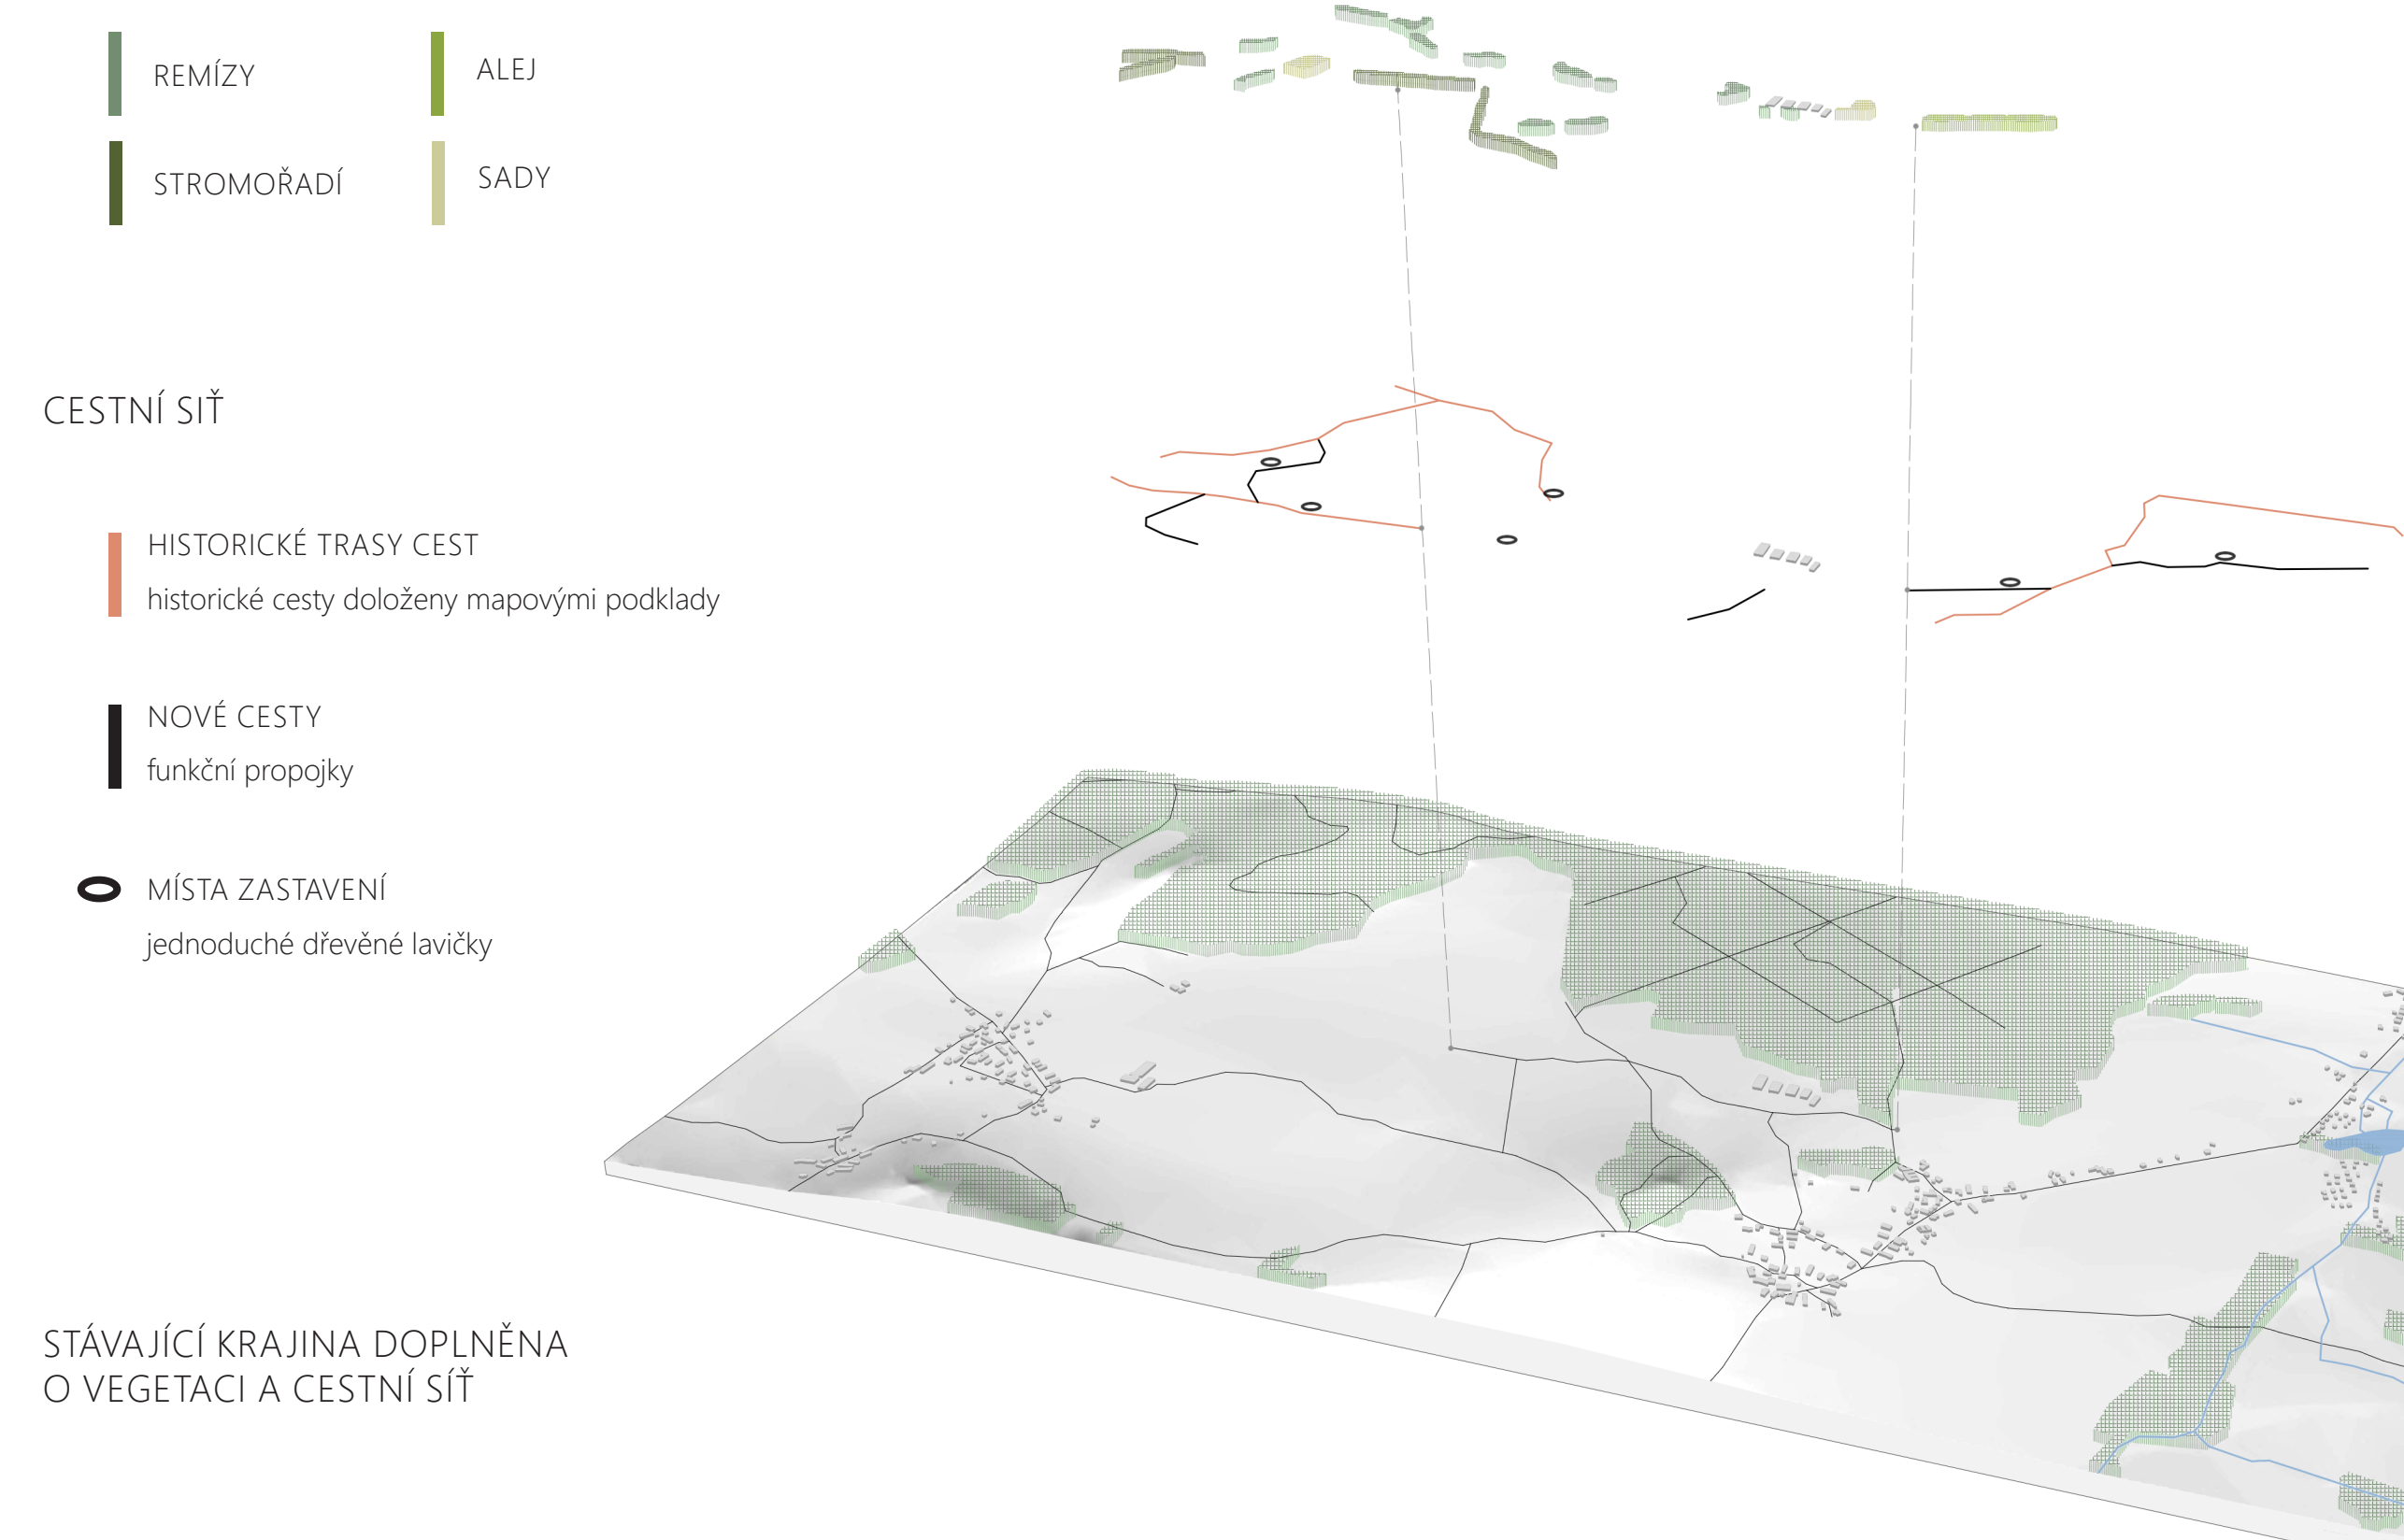 REMÍZY
ALEJ
STROMOŘADÍ
SADY
CESTNÍ SIŤ
HISTORICKÉ TRASY CEST
historické cesty doloženy mapovými podklady
NOVÉ CESTY
funkční propojky
MÍSTA ZASTAVENÍ
jednoduché dřevěné lavičky
STÁVAJÍCÍ KRAJINA DOPLNĚNA
O VEGETACI A CESTNÍ SÍŤ